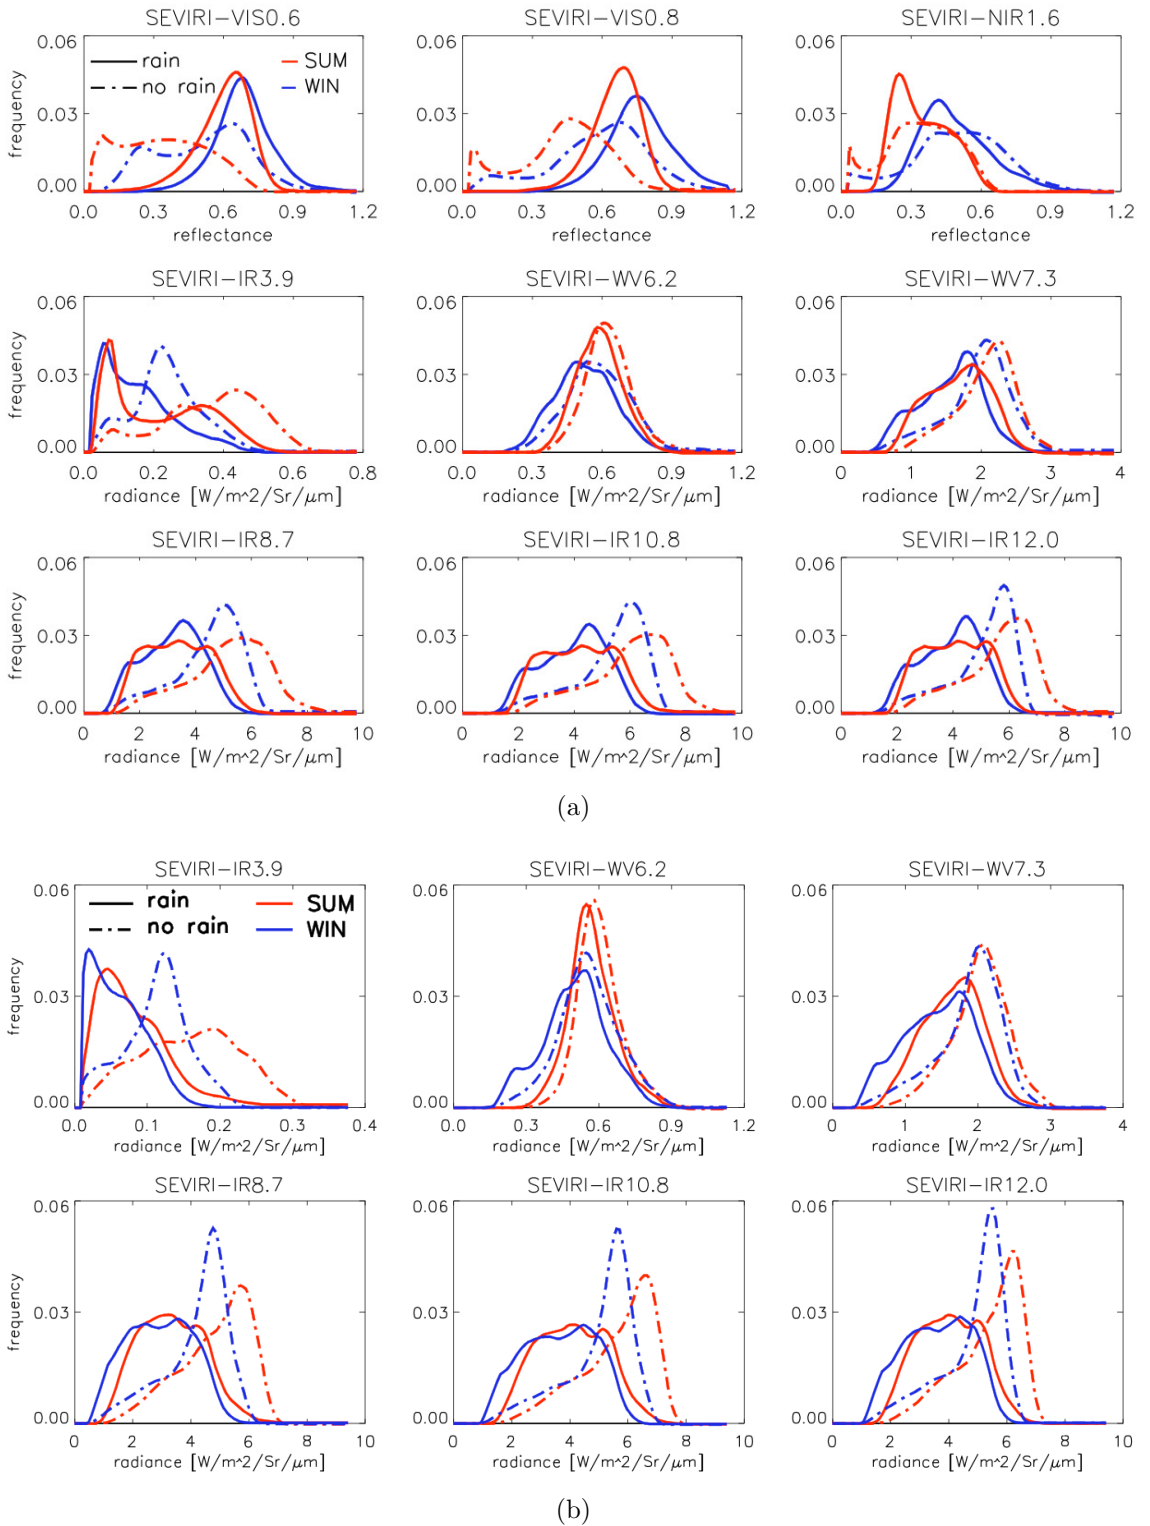 SEVIRI−VIS0.6 SEVIRI−VIS0.8 SEVIRI−NIR1.6
0.06 0.06 0.06
rain SUM
no rain WIN
frequency
0.03 0.03 0.03
0.00 0.00 0.00
0.0 0.3 0.6 0.9 1.2 0.0 0.3 0.6 0.9 1.2 0.0 0.3 0.6 0.9 1.2
reflectance reflectance reflectance
SEVIRI−IR3.9 SEVIRI−WV6.2 SEVIRI−WV7.3
0.06 0.06 0.06
frequency
0.03 0.03 0.03
0.00 0.00 0.00
0.0 0.2 0.4 0.6 0.8 0.0 0.3 0.6 0.9 1.2 0 1 2 3 4
radiance [W/m^2/Sr/μm] radiance [W/m^2/Sr/μm] radiance [W/m^2/Sr/μm]
SEVIRI−IR8.7 SEVIRI−IR10.8 SEVIRI−IR12.0
0.06 0.06 0.06
frequency
0.03 0.03 0.03
0.00 0.00 0.00
0 2 4 6 8 10 0 2 4 6 8 10 0 2 4 6 8 10
radiance [W/m^2/Sr/μm] radiance [W/m^2/Sr/μm] radiance [W/m^2/Sr/μm]
(a)
SEVIRI−IR3.9 SEVIRI−WV6.2 SEVIRI−WV7.3
0.06 0.06 0.06
rain SUM
no rain WIN
frequency
0.03 0.03 0.03
0.00 0.00 0.00
0.0 0.1 0.2 0.3 0.4 0.0 0.3 0.6 0.9 1.2 0 1 2 3 4
radiance [W/m^2/Sr/μm] radiance [W/m^2/Sr/μm] radiance [W/m^2/Sr/μm]
SEVIRI−IR8.7 SEVIRI−IR10.8 SEVIRI−IR12.0
0.06 0.06 0.06
frequency
0.03 0.03 0.03
0.00 0.00 0.00
0 2 4 6 8 10 0 2 4 6 8 10 0 2 4 6 8 10
radiance [W/m^2/Sr/μm] radiance [W/m^2/Sr/μm] radiance [W/m^2/Sr/μm]
(b)